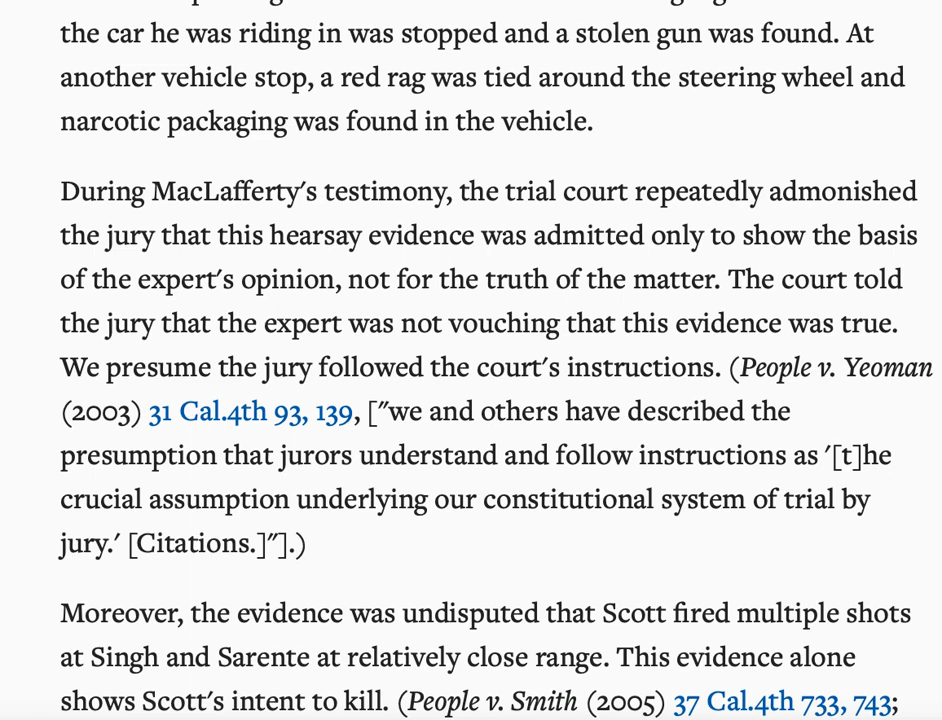 the car he was riding in was stopped and a stolen gun was found. At
another vehicle stop, a red rag was tied around the steering wheel and
narcotic packaging was found in the vehicle.
During MacLafferty's testimony, the trial court repeatedly admonished
the jury that this hearsay evidence was admitted only to show the basis
of the expert's opinion, not for the truth of the matter. The court told
the jury that the expert was not vouching that this evidence was true.
We presume the jury followed the court's instructions. (People v. Yeoman
(2003) 31 Cal.4th 93, 139, ["we and others have described the
presumption that jurors understand and follow instructions as '[t]he
crucial assumption underlying our constitutional system of trial by
jury.' [Citations.]"].)
Moreover, the evidence was undisputed that Scott fired multiple shots
at Singh and Sarente at relatively close range. This evidence alone
shows Scott's intent to kill. (People v. Smith (2005) 37 Cal.4th 733, 743;